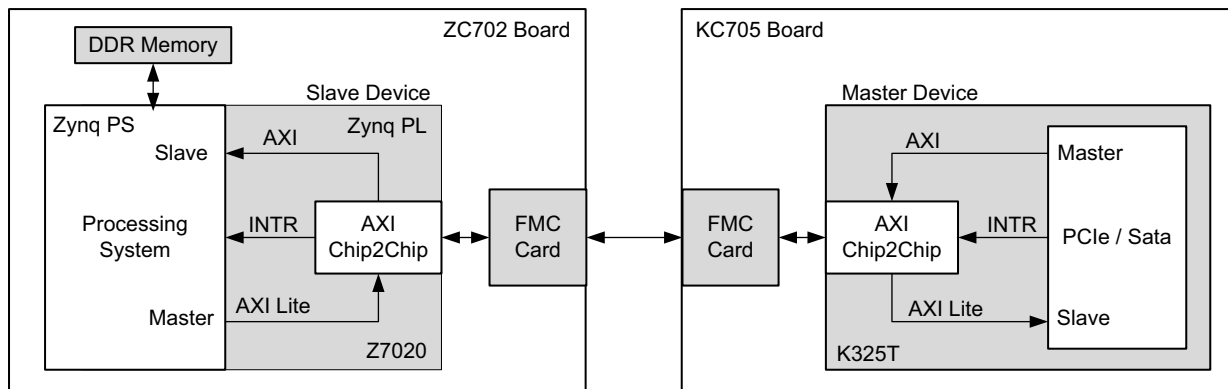 ZC702 Board
DDR Memory
Slave Device
Zynq PS
Zynq PL
AXI
Slave
Processing
System
INTR
AXI
Chip2Chip
FMC
Card
Master
AXI Lite
Z7020
KC705 Board
Master Device
AXI
Master
FMC
Card
AXI
Chip2Chip
INTR
PCIe / Sata
AXI Lite
Slave
K325T